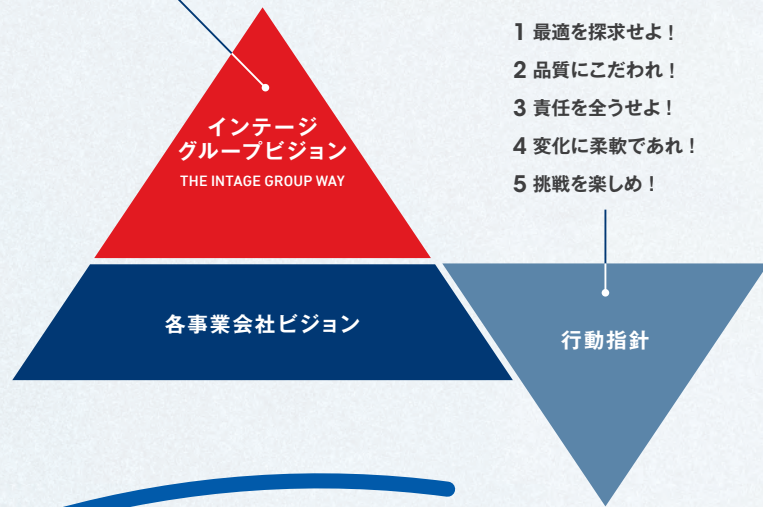 1 最適を探求せよ！
2 品質にこだわれ！
3 責任を全うせよ！
4 変化に柔軟であれ！
5 挑戦を楽しめ！
インテージ
グループビジョン
THE INTAGE GROUP WAY
各事業会社ビジョン
行動指針